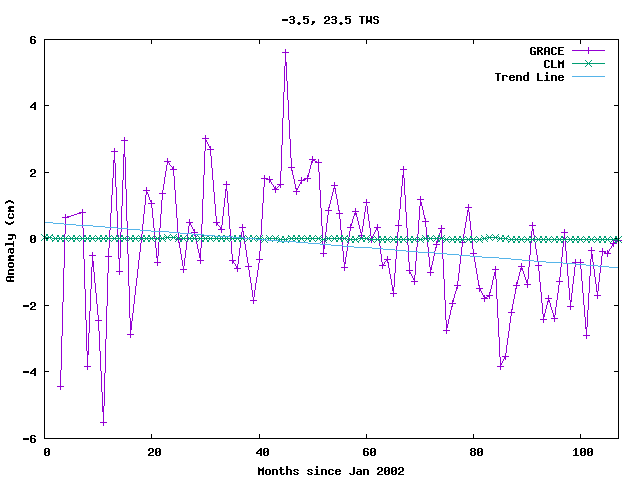 -3.5, 23.5 TWS
GRACE
CLM
Trend Line
6
4
2
0
-2
-4
-6
Anomaly (cm)
0 20 40 60 80 100
Months since Jan 2002